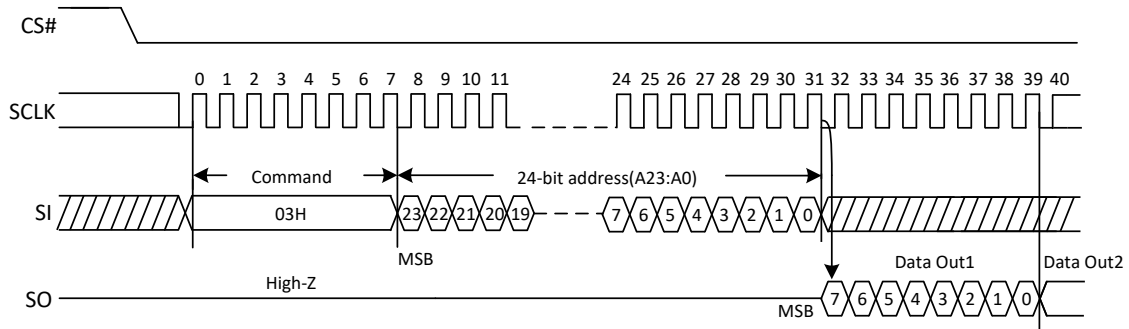 CS#
0 1 2 3 4 5 6 7 8 9 10 11 24 25 26 27 28 29 30 31 32 33 34 35 36 37 38 39 40
SCLK
Command 24-bit address(A23:A0)
SI 03H 23 22 21 20 19 7 6 5 4 3 2 1 0
MSB Data Out1 Data Out2
High-Z
SO MSB 7 6 5 4 3 2 1 0